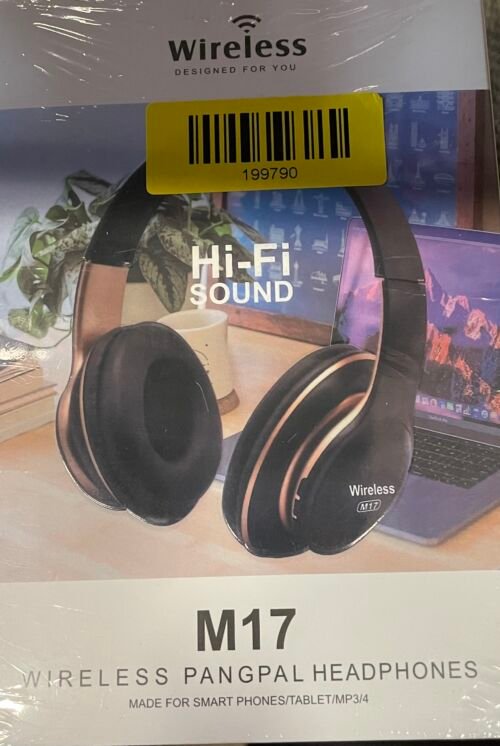 Wireless
DESIGNED FOR YOU
199790
Hi-Fi
SOUND
Wireless
M17
M17
WIRELESS PANGPAL HEADPHONES
MADE FOR SMART PHONES/TABLET/MP3/4